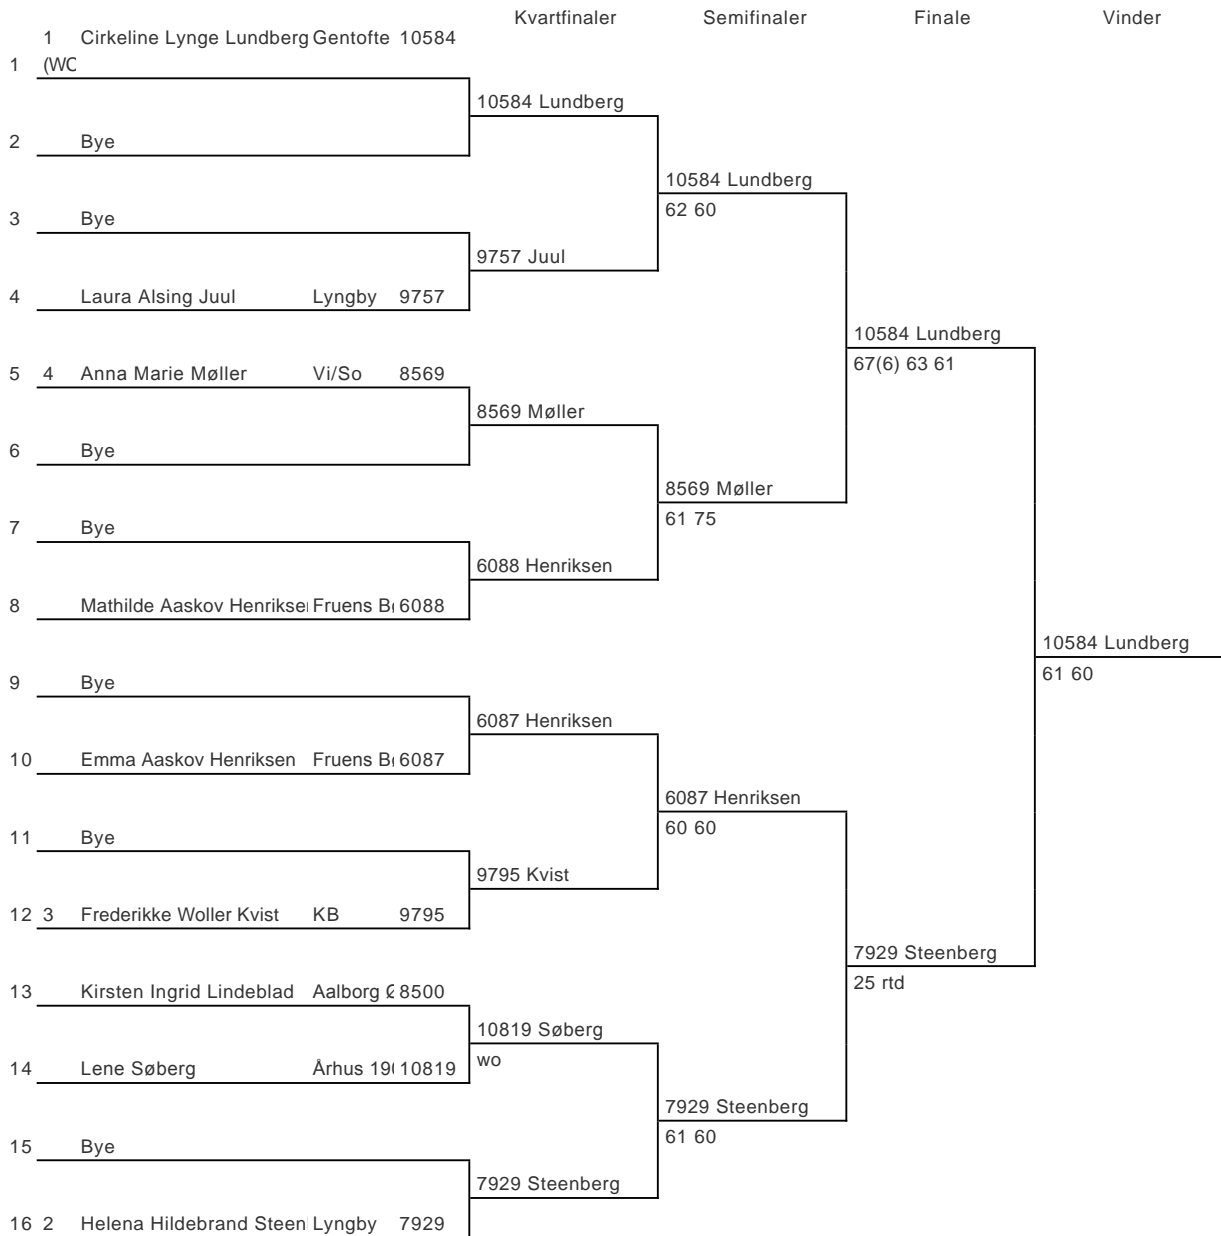 Kvartfinaler Semifinaler Finale Vinder
1 Cirkeline Lynge Lundberg Gentofte 10584
1 (WC
10584 Lundberg
2 Bye
10584 Lundberg
62 60
3 Bye
9757 Juul
4 Laura Alsing Juul Lyngby 9757
10584 Lundberg
67(6) 63 61
5 4 Anna Marie Møller Vi/So 8569
8569 Møller
6 Bye
8569 Møller
61 75
7 Bye
6088 Henriksen
8 Mathilde Aaskov Henrikse Fruens B 6088
10584 Lundberg
61 60
9 Bye
6087 Henriksen
10 Emma Aaskov Henriksen Fruens B 6087
6087 Henriksen
60 60
11 Bye
9795 Kvist
12 3 Frederikke Woller Kvist KB 9795
7929 Steenberg
25 rtd
13 Kirsten Ingrid Lindeblad Aalborg 8500
10819 Søberg
wo
14 Lene Søberg Århus 19 10819
7929 Steenberg
61 60
15 Bye
7929 Steenberg
16 2 Helena Hildebrand Steen Lyngby 7929